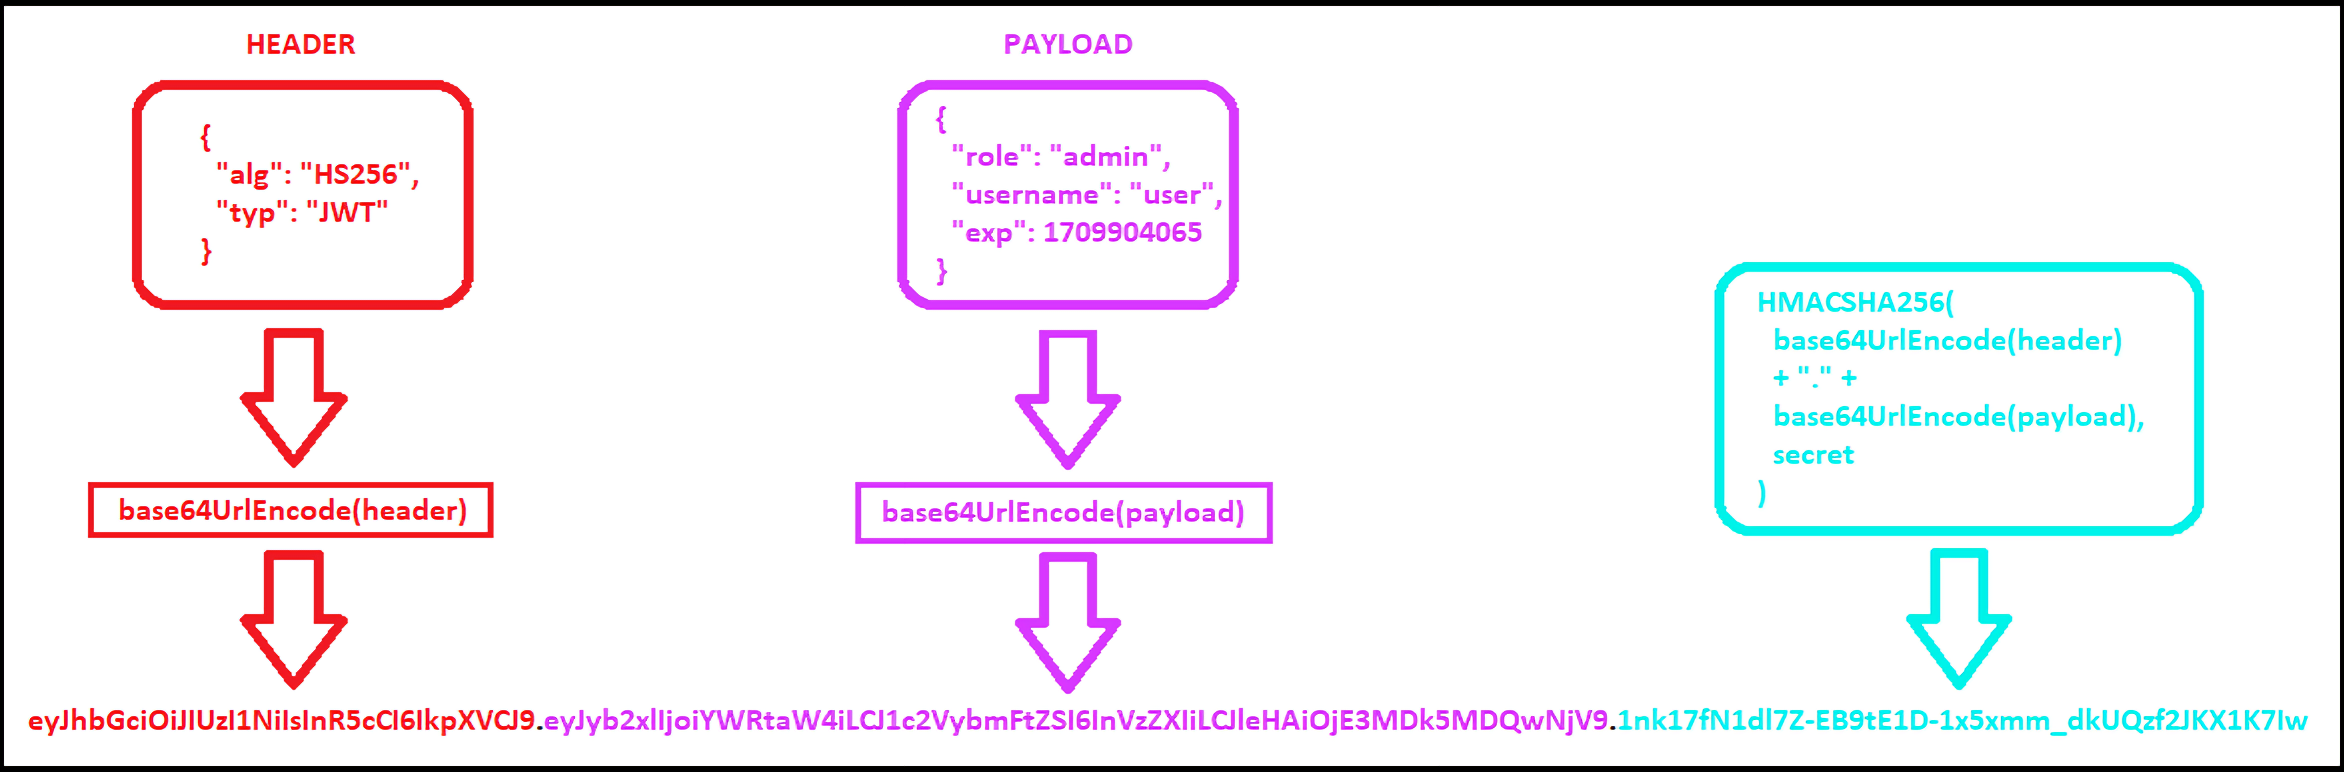 HEADER
{
"alg": "HS256",
"typ": "JWT"
}
base64UrlEncode(header)
PAYLOAD
{
"role": "admin",
"username": "user",
"exp": 1709904065
}
base64UrlEncode(payload)
HMACSHA256(
base64UrlEncode(header)
+ "." +
base64UrlEncode(payload),
secret
)
eyJhbGciOiJIUzI1NiIsInR5cCI6IkpXVCJ9.eyJyb2xlIjoiYWRtaW4iLCJ1c2VybmFtZSI6InVzZXIiLCJleHAiOjE3MDk5MDQwNjV9.1nk17fN1dl7Z-EB9tE1D-1x5xmm_dkUQzf2JKX1K7Iw